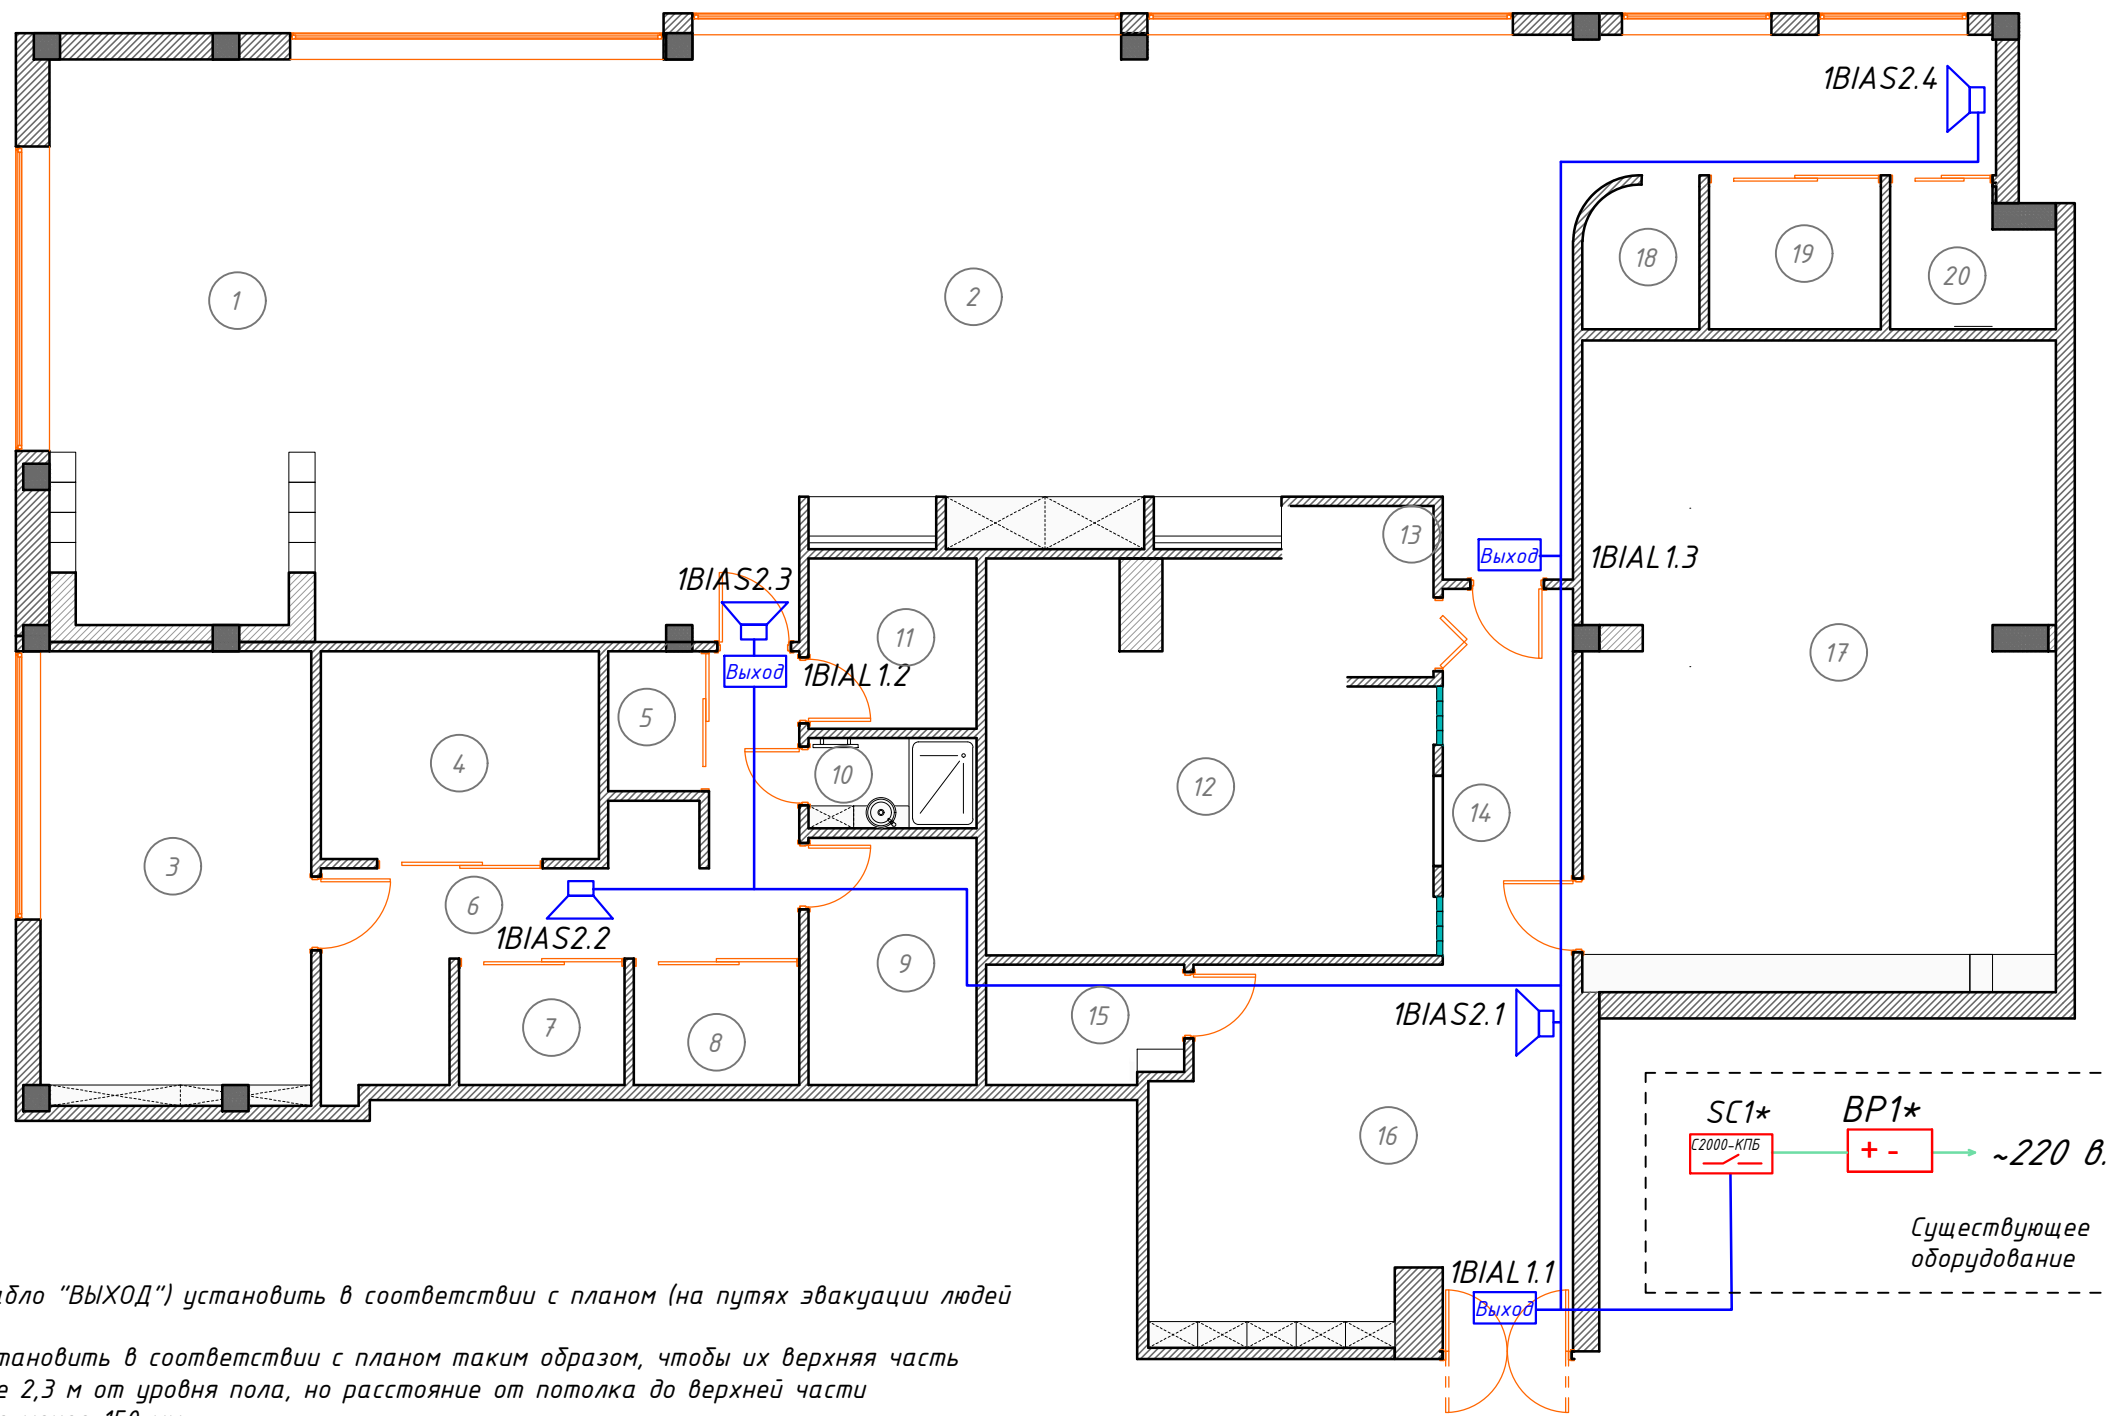 1BIAS2.4
1
2
18
19
20
13
Выход
1BIAL1.3
1BIAS2.3
11
Выход
1BIAL1.2
17
5
4
10
12
14
3
6
1BIAS2.2
9
7
8
15
1BIAS2.1
16
SC1*
BP1*
С2000-КПБ
+ -
~220 в.
Существующее
оборудование
1BIAL1.1
Выход
"ВЫХОД") установить в соответствии с планом (на путях эвакуации людей
в соответствии с планом таким образом, чтобы их верхняя часть
2,3 м от уровня пола, но расстояние от потолка до верхней части